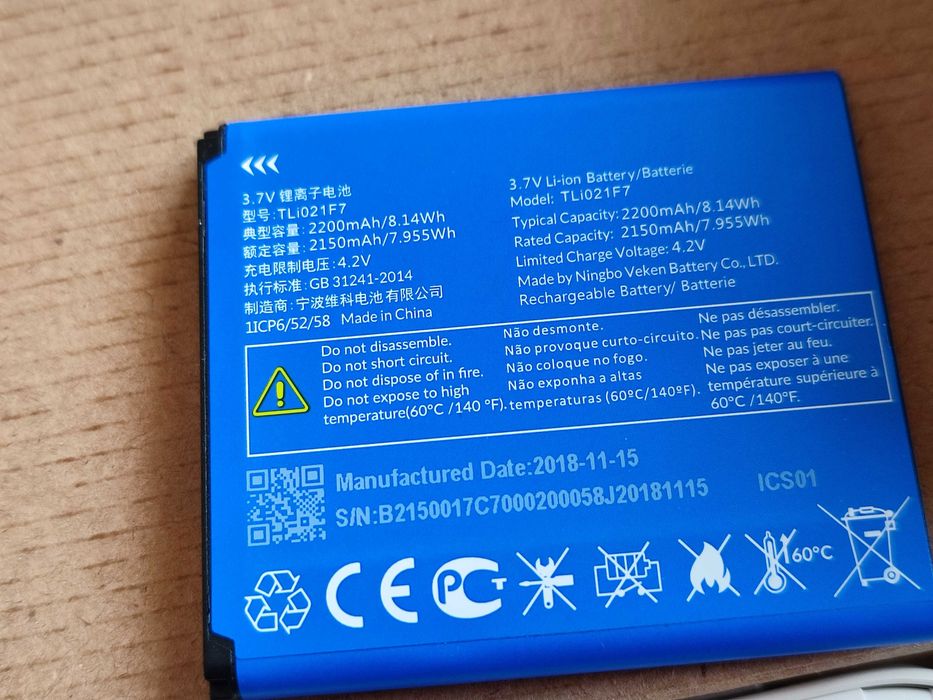 3.7V 锂离子电池
型号:TLi021F7
典型容量:2200mAh/8.14Wh
额定容量:2150mAh/7.955Wh
充电限制电压:4.2V
执行标准:GB 31241-2014
制造商:宁波维科电池有限公司
1ICP6/52/58 Made in China
3.7V Li-ion Battery/Batterie
Model: TLi021F7
Typical Capacity:2200mAh/8.14Wh
Rated Capacity: 2150mAh/7.955Wh
Limited Charge Voltage: 4.2V
Made by Ningbo Veken Battery Co., LTD.
Rechargeable Battery/ Batterie
Do not disassemble.
Do not short circuit.
Do not dispose of in fire.
Do not expose to high
temperature(60°C /140 °F).
Não desmonte.
Não provoque curto-circuito.
Não coloque no fogo.
Não exponha a altas
temperaturas (60ºC/140ºF).
Ne pas désassembler.
Ne pas pas court-circuiter.
Ne pas jeter au feu.
Ne pas exposer à une
température supérieure à
60°C /140°F.
Manufactured Date:2018-11-15
S/N:B2150017C7000200058J20181115
ICS01
CE
PCT
60°C